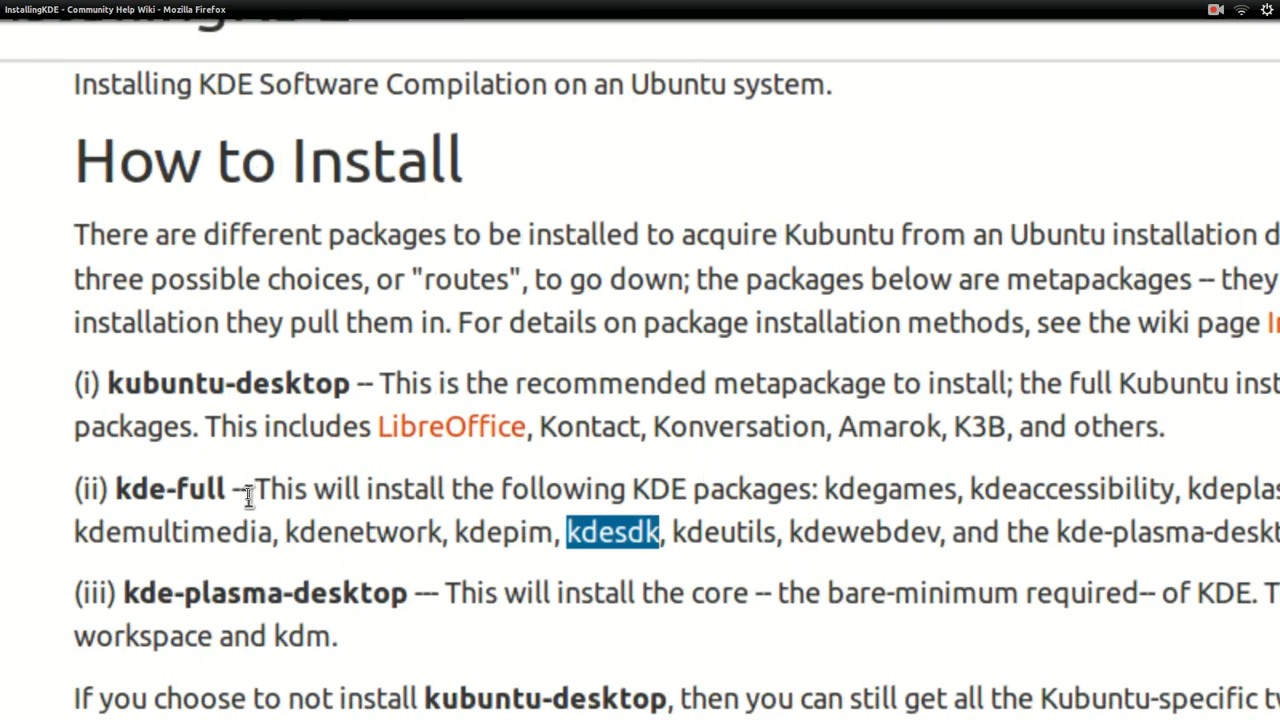 InstallingKDE - Community Help Wiki - Mozilla Firefox
Installing KDE Software Compilation on an Ubuntu system.
How to Install
There are different packages to be installed to acquire Kubuntu from an Ubuntu installation d
three possible choices, or "routes", to go down; the packages below are metapackages -- they
installation they pull them in. For details on package installation methods, see the wiki page I
(i) kubuntu-desktop -- This is the recommended metapackage to install; the full Kubuntu inst
packages. This includes LibreOffice, Kontact, Konversation, Amarok, K3B, and others.
(ii) kde-full -- This will install the following KDE packages: kdegames, kdeaccessibility, kdeplas
kdemultimedia, kdenetwork, kdepim, kdesdk, kdeutils, kdewebdev, and the kde-plasma-deskt
(iii) kde-plasma-desktop --- This will install the core -- the bare-minimum required-- of KDE. T
workspace and kdm.
If you choose to not install kubuntu-desktop, then you can still get all the Kubuntu-specific tw